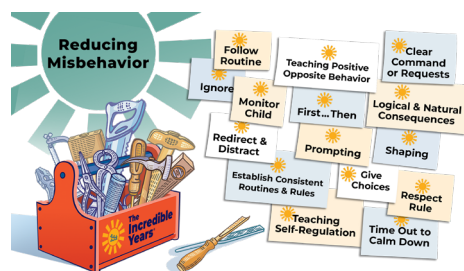 Reducing
Misbehavior
Follow
Routine
Teaching Positive
Opposite Behavior
Clear
Command
or Requests
Ignore
Monitor
Child
First...Then
Logical & Natural
Consequences
Redirect &
Distract
Prompting
Shaping
Establish Consistent
Routines & Rules
Give
Choices
Respect
Rule
Teaching
Self-Regulation
Time Out to
Calm Down
The
Incredible
Years®